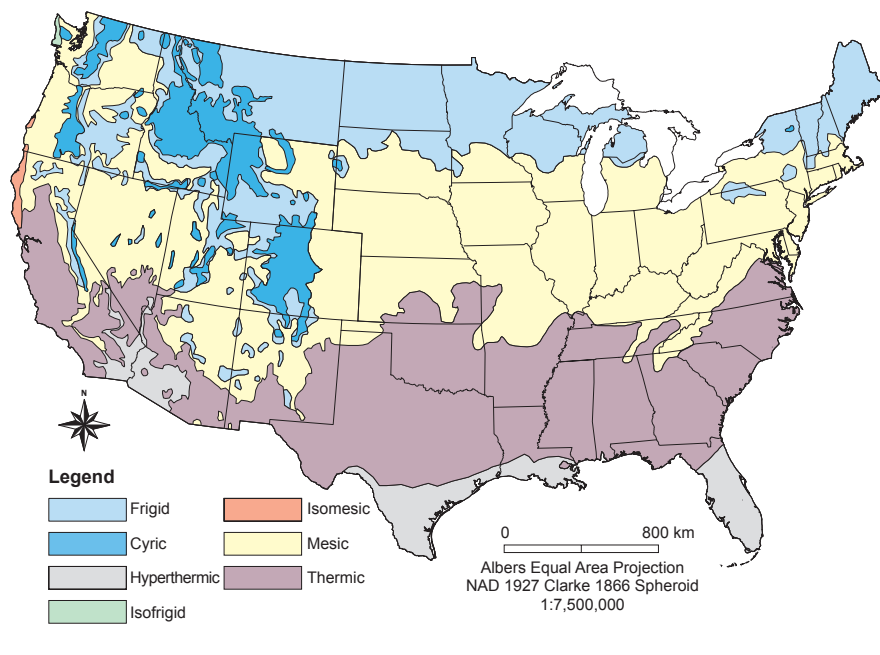 N
Legend
Frigid
Cyric
Hyperthermic
Isofrigid
Isomesic
Mesic
Thermic
0 800 km
Albers Equal Area Projection
NAD 1927 Clarke 1866 Spheroid
1:7,500,000